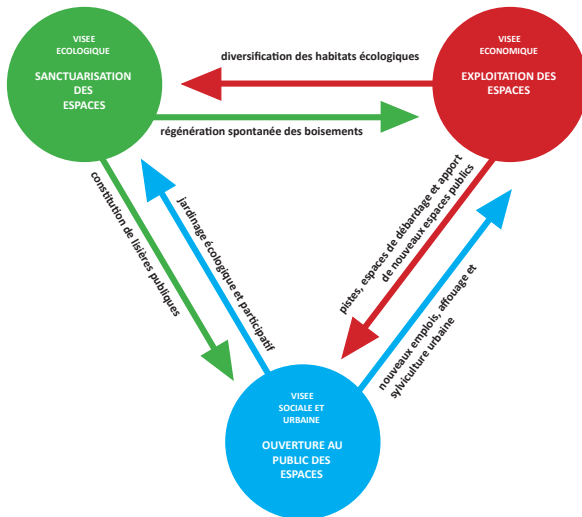 VISEE
ECOLOGIQUE
SANCTUARISATION
DES
ESPACES
diversification des habitats écologiques
régénération spontanée des boisements
VISEE
ECONOMIQUE
EXPLOITATION DES
ESPACES
constitution de lisières publiques
jardinage écologique et participatif
pistes, espaces de débardage et apport
de nouveaux espaces publics
nouveaux emplois, affouage et
sylviculture urbaine
VISEE
SOCIALE ET
URBAINE
OUVERTURE AU
PUBLIC DES
ESPACES